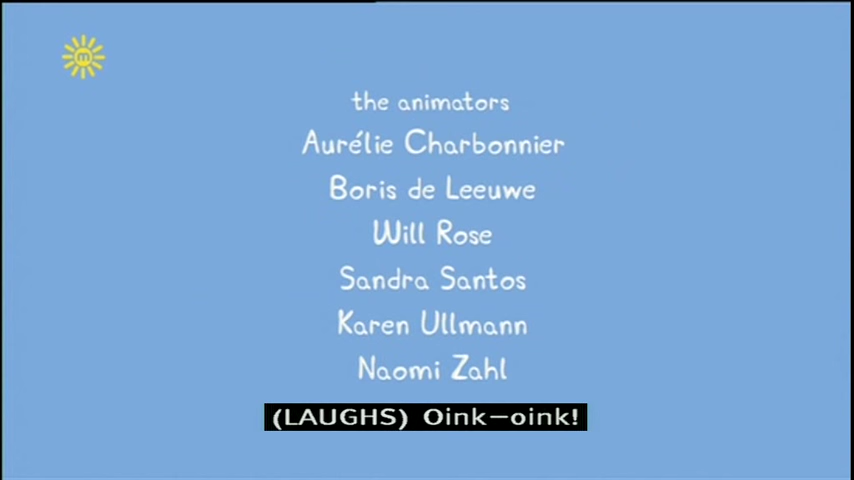 m
the animators
Aurélie Charbonnier
Boris de Leeuwe
Will Rose
Sandra Santos
Karen Ullmann
Naomi Zahl
(LAUGHS) Oink-oink!